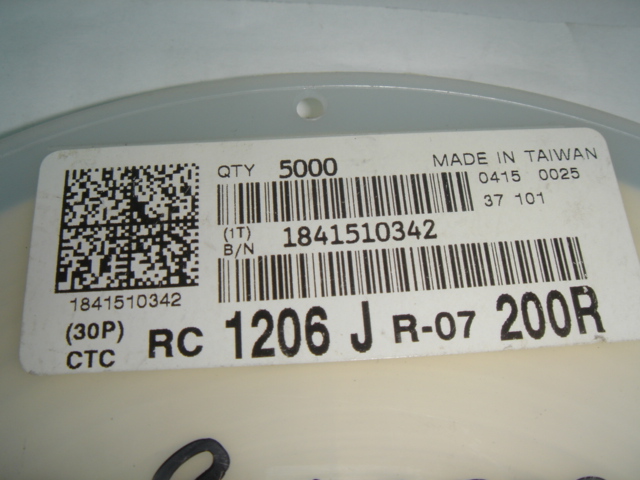 QTY 5000 MADE IN TAIWAN
0415 0025
37 101
(1T)
B/N 1841510342
1841510342
(30P)
CTC RC 1206 J R-07 200R